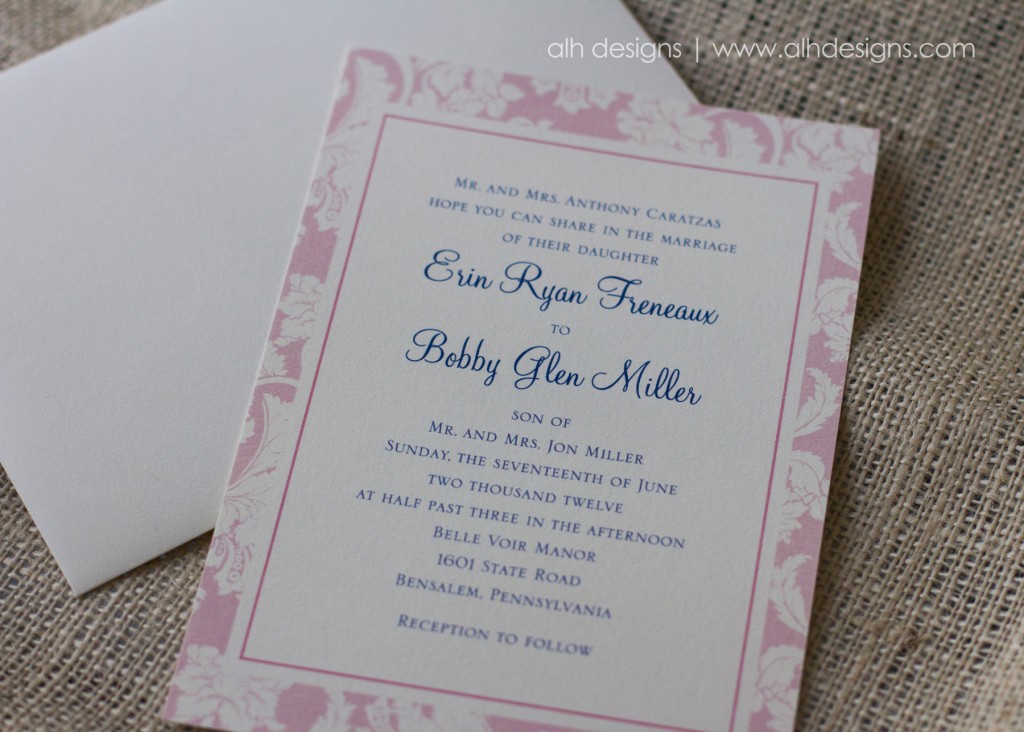 alh designs | www.alhdesigns.com
Mr. and Mrs. Anthony Caratzas
hope you can share in the marriage
of their daughter
Erin Ryan Freneaux
to
Bobby Glen Miller
son of
Mr. and Mrs. Jon Miller
Sunday, the seventeenth of June
two thousand twelve
at half past three in the afternoon
Belle Voir Manor
1601 State Road
Bensalem, Pennsylvania
Reception to follow